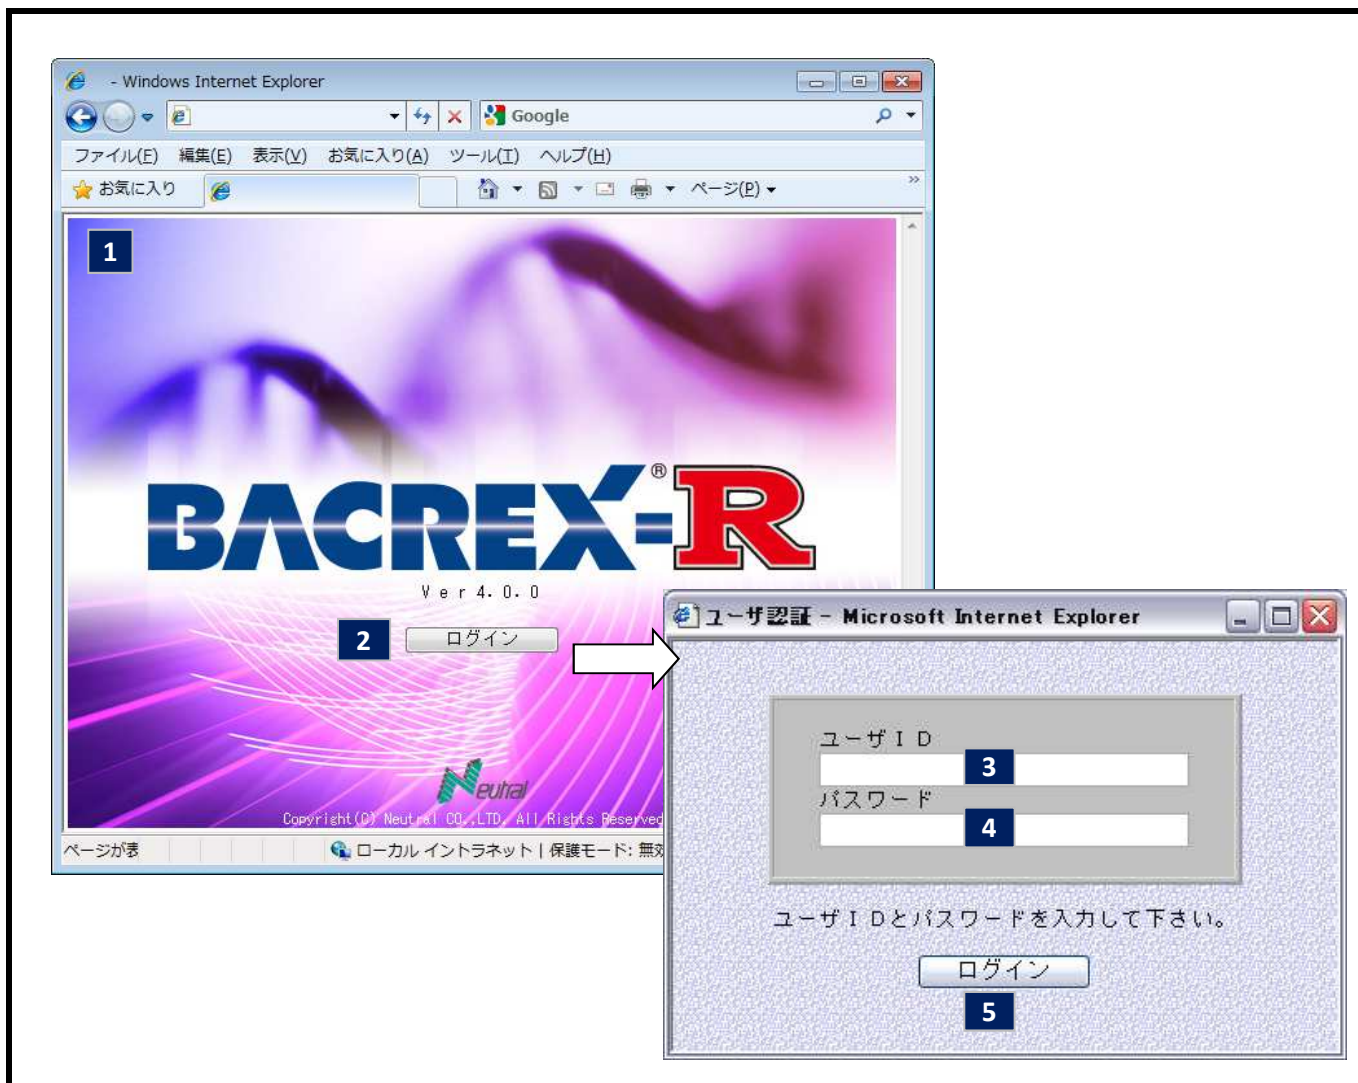 - Windows Internet Explorer
Google
ファイル(F) 編集(E) 表示(V) お気に入り(A) ツール(T) ヘルプ(H)
お気に入り ページ(P)
1
BACREX®-R
Ver4.0.0
2 ログイン
Neutral
Copyright(C) Neutral CO.,LTD, All Rights Reserved
ページが表 ローカル イントラネット | 保護モード: 無効
ユーザ認証 - Microsoft Internet Explorer
ユーザID
3
パスワード
4
ユーザIDとパスワードを入力して下さい。
ログイン
5